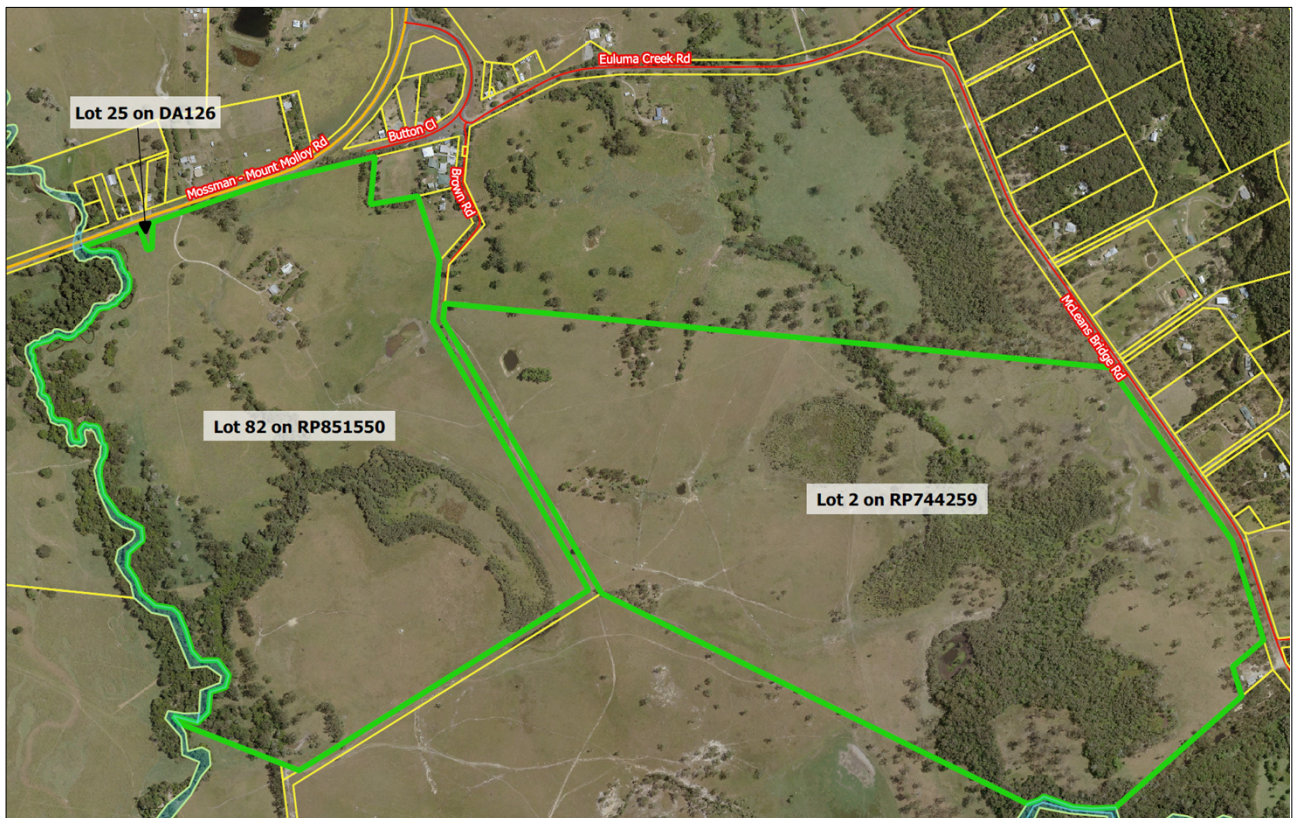 Euluma Creek Rd
Lot 25 on DA126
Button Cl
Mossman - Mount Molloy Rd
Brown Rd
McLeans Bridge Rd
Lot 82 on RP851550
Lot 2 on RP744259